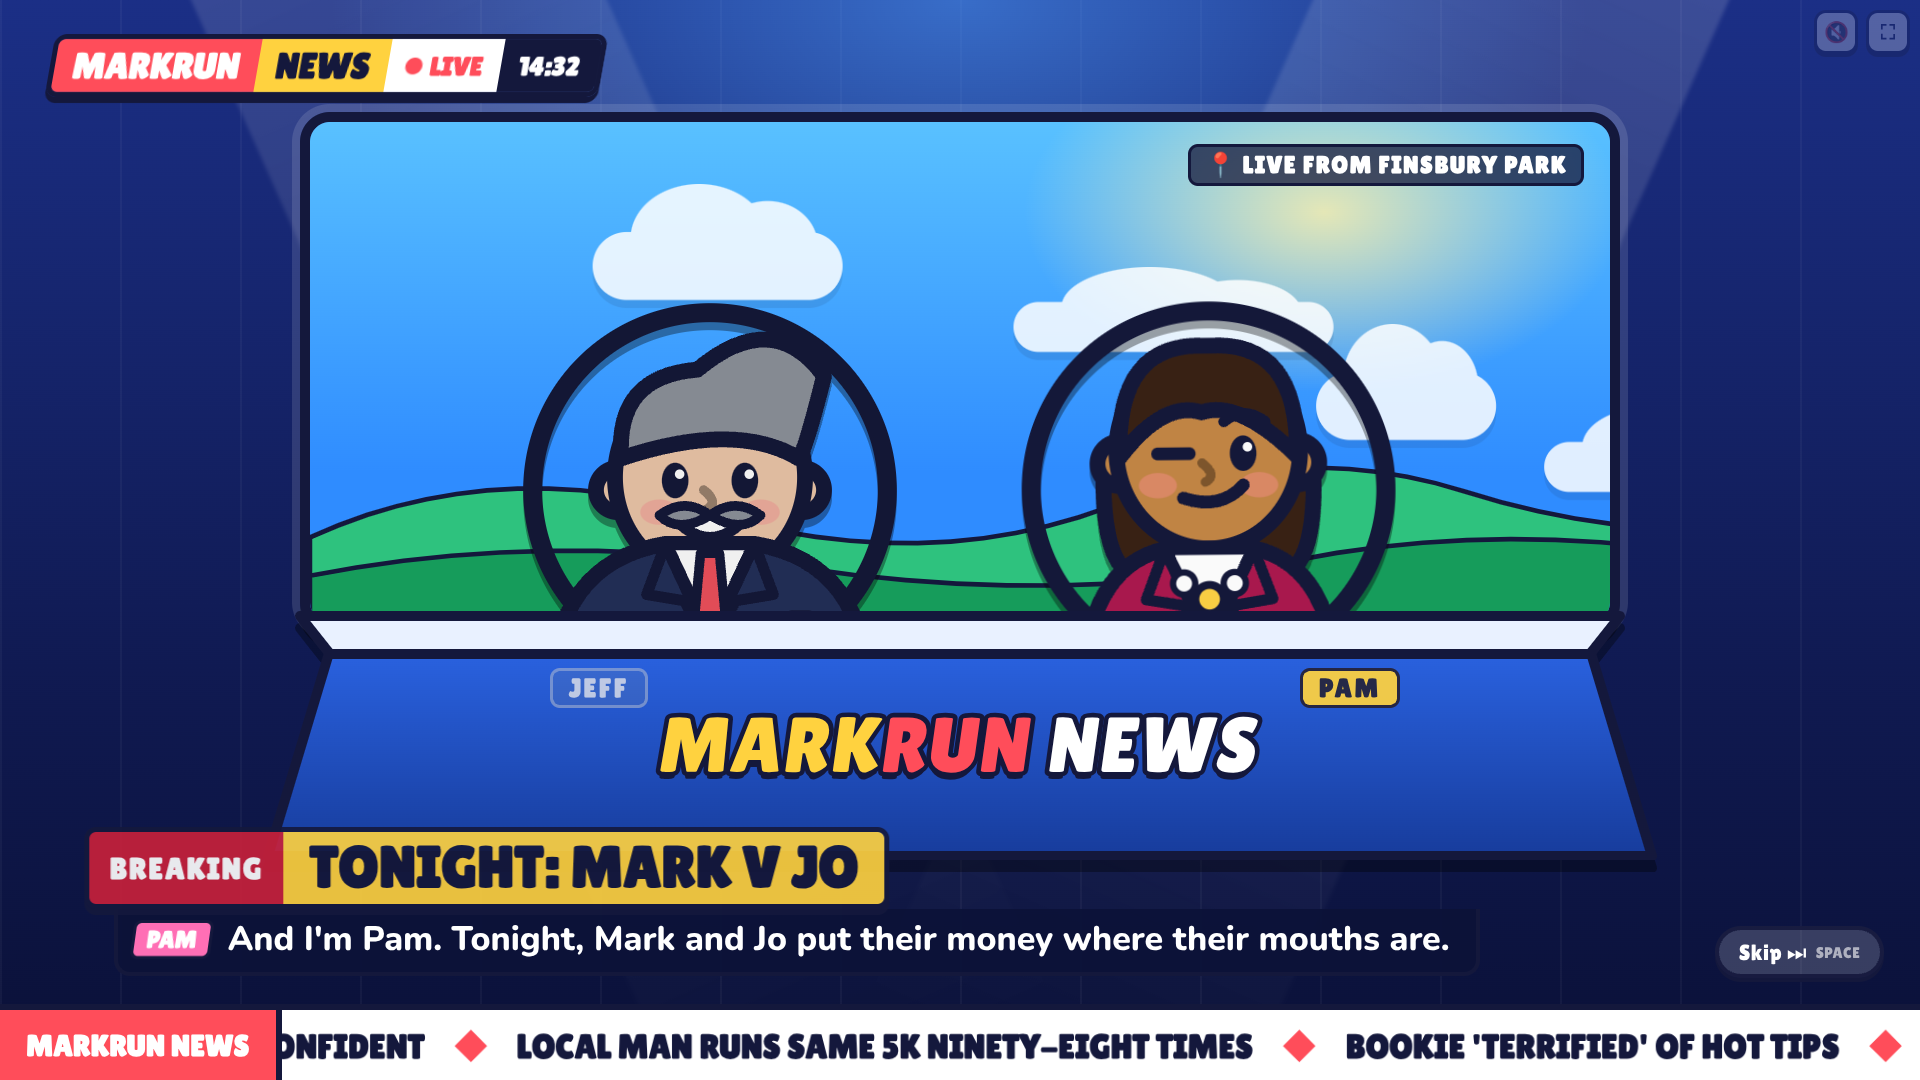 MARKRUN NEWS LIVE 14:32
LIVE FROM FINSBURY PARK
JEFF
PAM
MARKRUN NEWS
BREAKING TONIGHT: MARK V JO
PAM And I'm Pam. Tonight, Mark and Jo put their money where their mouths are.
Skip SPACE
MARKRUN NEWS ONFIDENT LOCAL MAN RUNS SAME 5K NINETY-EIGHT TIMES BOOKIE 'TERRIFIED' OF HOT TIPS